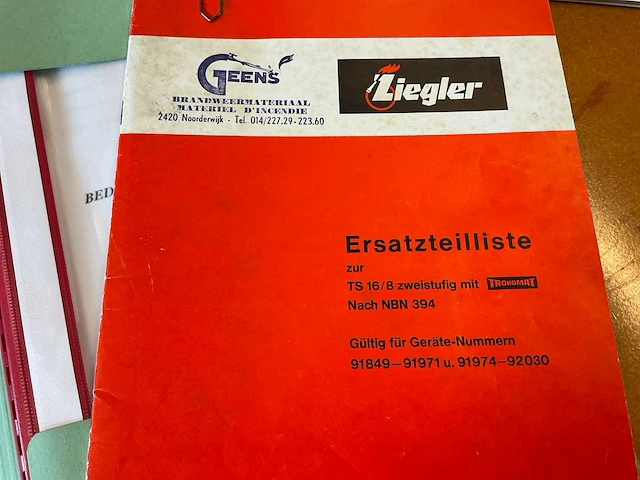 GEENS
BRANDWEERMATERIAAL
MATERIEL D'INCENDIE
2420 Noorderwijk - Tel. 014/227.29-223.60
Ziegler
BED
Ersatzteilliste
zur
TS 16/8 zweistufig mit TROKOMAT
Nach NBN 394
Gültig für Geräte-Nummern
91849-91971 u. 91974-92030